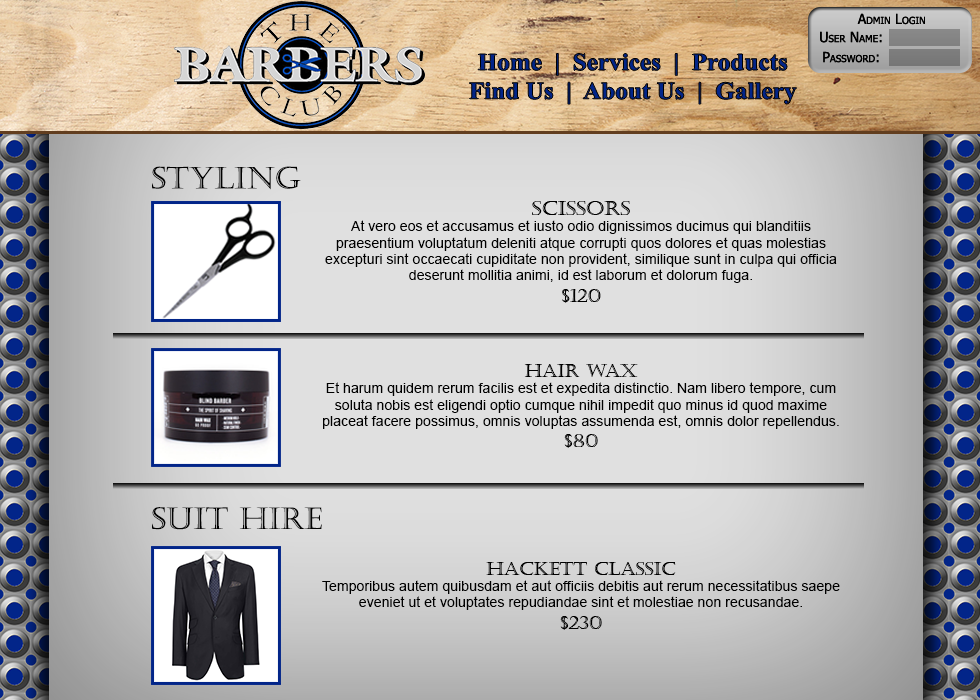 THE
BARBERS
CLUB
Home | Services | Products
Find Us | About Us | Gallery
Admin Login
User Name:
Password:
STYLING
SCISSORS
At vero eos et accusamus et iusto odio dignissimos ducimus qui blanditiis
praesentium voluptatum deleniti atque corrupti quos dolores et quas molestias
excepturi sint occaecati cupiditate non provident, similique sunt in culpa qui officia
deserunt mollitia animi, id est laborum et dolorum fuga.
$120
BLIND BARBER
THE SPIRIT OF SHARING
HAIR WAX
HAIR WAX
Et harum quidem rerum facilis est et expedita distinctio. Nam libero tempore, cum
soluta nobis est eligendi optio cumque nihil impedit quo minus id quod maxime
placeat facere possimus, omnis voluptas assumenda est, omnis dolor repellendus.
$80
SUIT HIRE
HACKETT CLASSIC
Temporibus autem quibusdam et aut officiis debitis aut rerum necessitatibus saepe
eveniet ut et voluptates repudiandae sint et molestiae non recusandae.
$230